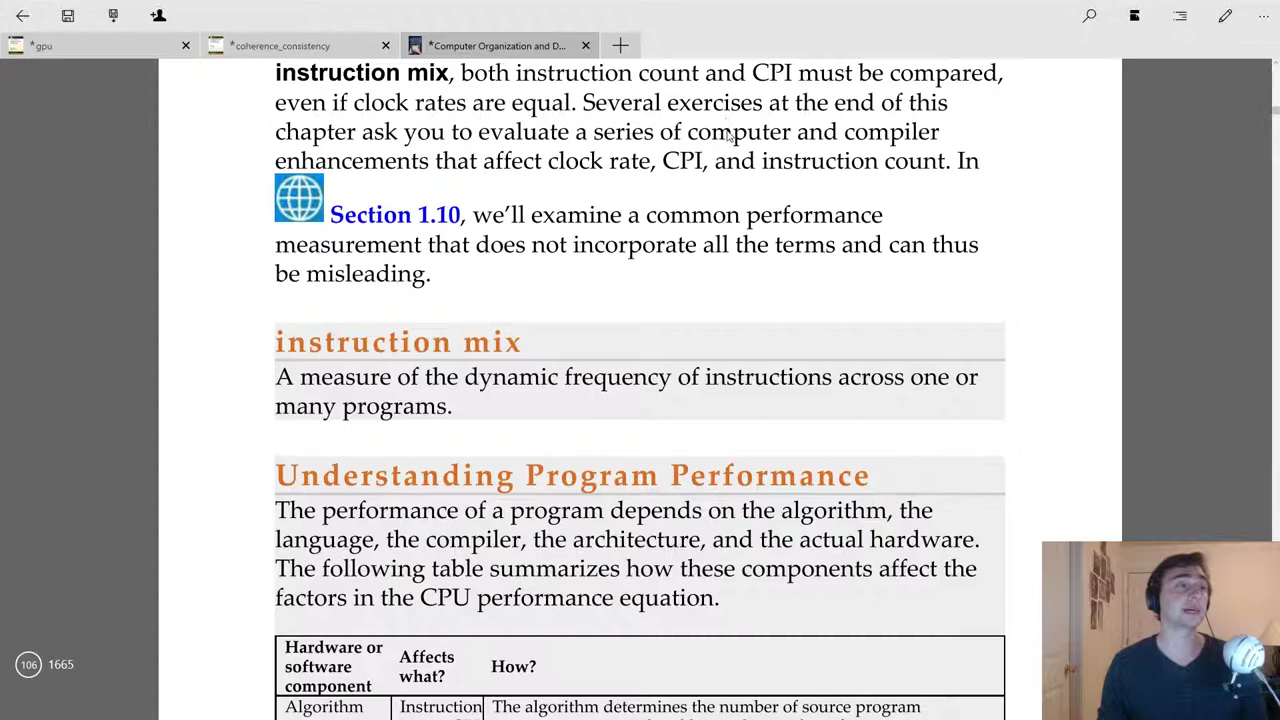 *gpu
*coherence_consistency
*Computer Organization and D...
instruction mix, both instruction count and CPI must be compared,
even if clock rates are equal. Several exercises at the end of this
chapter ask you to evaluate a series of computer and compiler
enhancements that affect clock rate, CPI, and instruction count. In
Section 1.10, we’ll examine a common performance
measurement that does not incorporate all the terms and can thus
be misleading.
instruction mix
A measure of the dynamic frequency of instructions across one or
many programs.
Understanding Program Performance
The performance of a program depends on the algorithm, the
language, the compiler, the architecture, and the actual hardware.
The following table summarizes how these components affect the
factors in the CPU performance equation.
Hardware or
software
component
Affects
what?
How?
Algorithm
Instruction
The algorithm determines the number of source program
106 1665